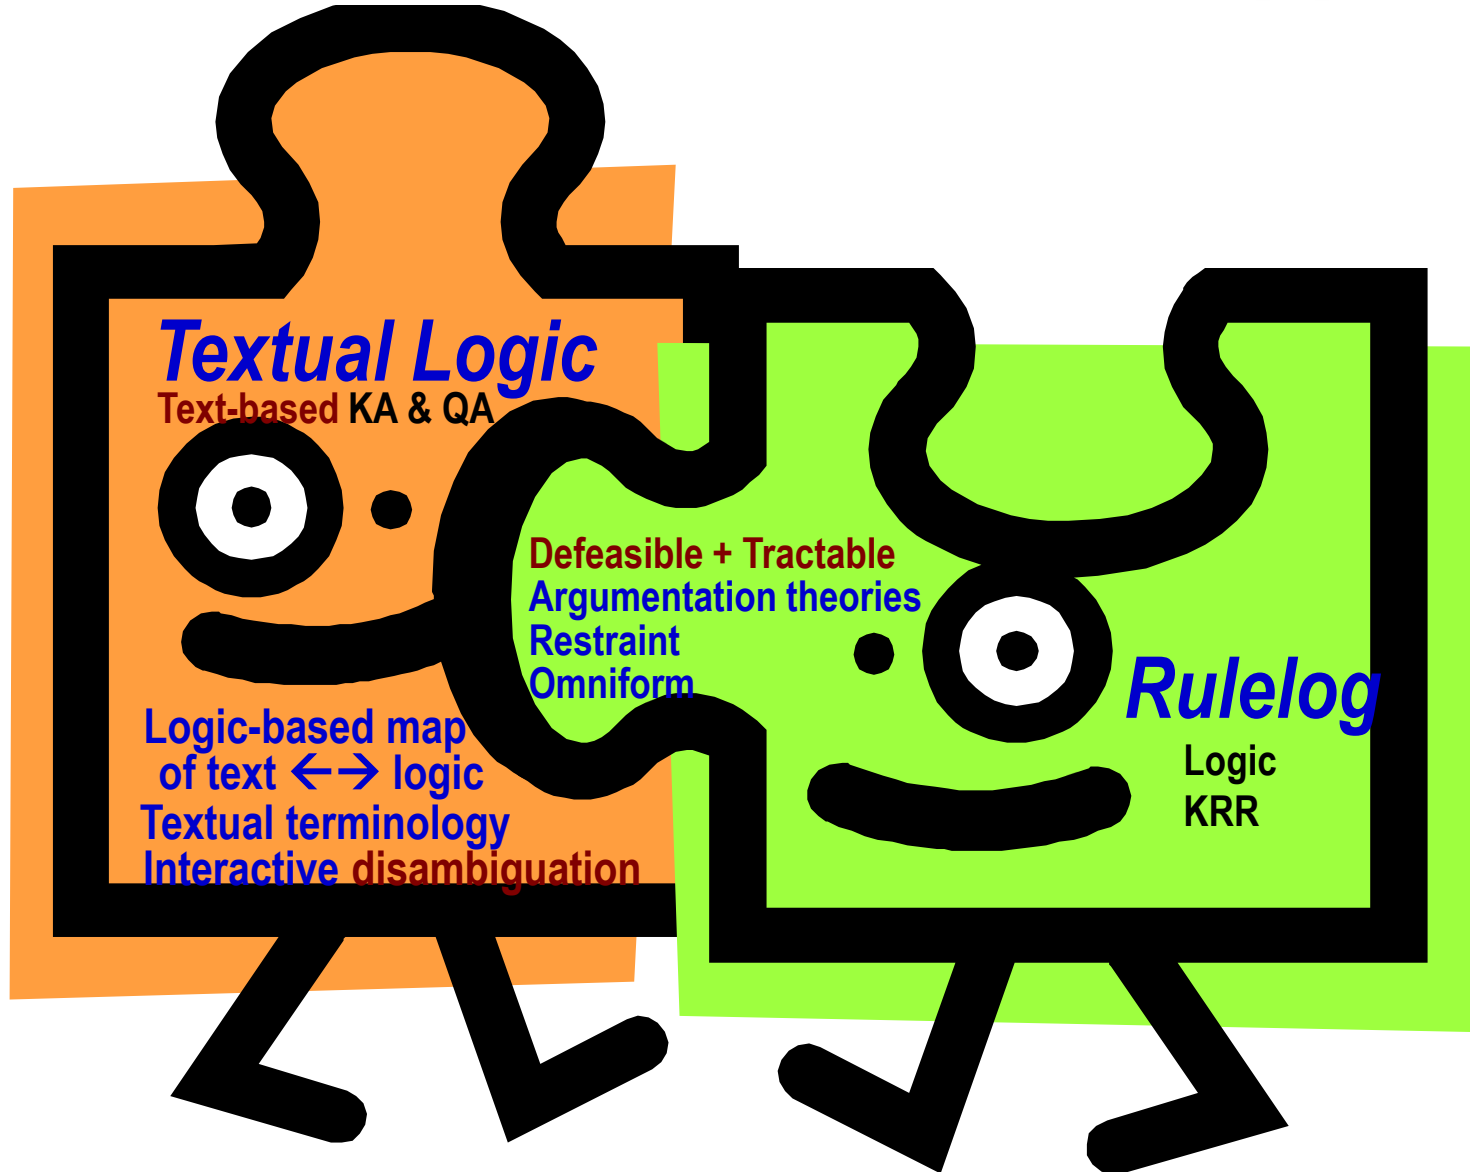 Textual Logic
Text-based KA & QA
Logic-based map
of text ←→ logic
Textual terminology
Interactive disambiguation
Defeasible + Tractable
Argumentation theories
Restraint
Omniform
Rulelog
Logic
KRR